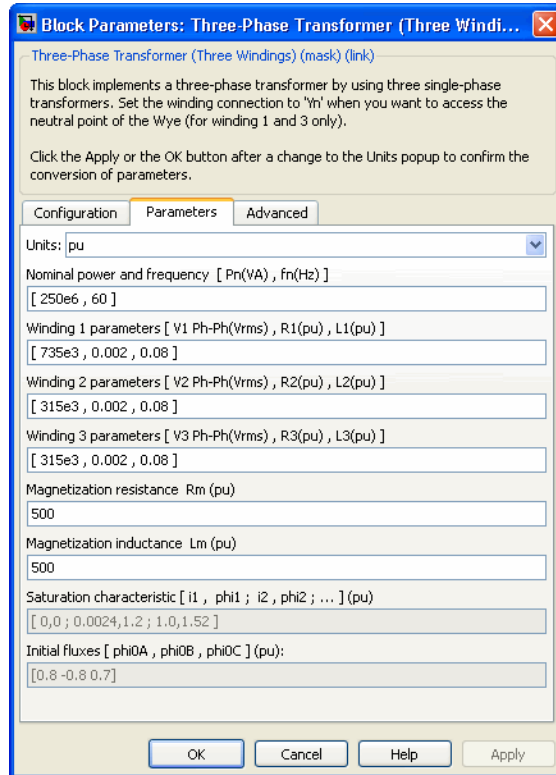 Block Parameters: Three-Phase Transformer (Three Windi...
Three-Phase Transformer (Three Windings) (mask) (link)
This block implements a three-phase transformer by using three single-phase
transformers. Set the winding connection to 'Yn' when you want to access the
neutral point of the Wye (for winding 1 and 3 only).
Click the Apply or the OK button after a change to the Units popup to confirm the
conversion of parameters.
Configuration Parameters Advanced
Units: pu
Nominal power and frequency [ Pn(VA) , fn(Hz) ]
[ 250e6 , 60 ]
Winding 1 parameters [ V1 Ph-Ph(Vrms) , R1(pu) , L1(pu) ]
[ 735e3 , 0.002 , 0.08 ]
Winding 2 parameters [ V2 Ph-Ph(Vrms) , R2(pu) , L2(pu) ]
[ 315e3 , 0.002 , 0.08 ]
Winding 3 parameters [ V3 Ph-Ph(Vrms) , R3(pu) , L3(pu) ]
[ 315e3 , 0.002 , 0.08 ]
Magnetization resistance Rm (pu)
500
Magnetization inductance Lm (pu)
500
Saturation characteristic [ i1 , phi1 ; i2 , phi2 ; ... ] (pu)
[ 0,0 ; 0.0024,1.2 ; 1.0,1.52 ]
Initial fluxes [ phi0A , phi0B , phi0C ] (pu):
[0.8 -0.8 0.7]
OK Cancel Help Apply